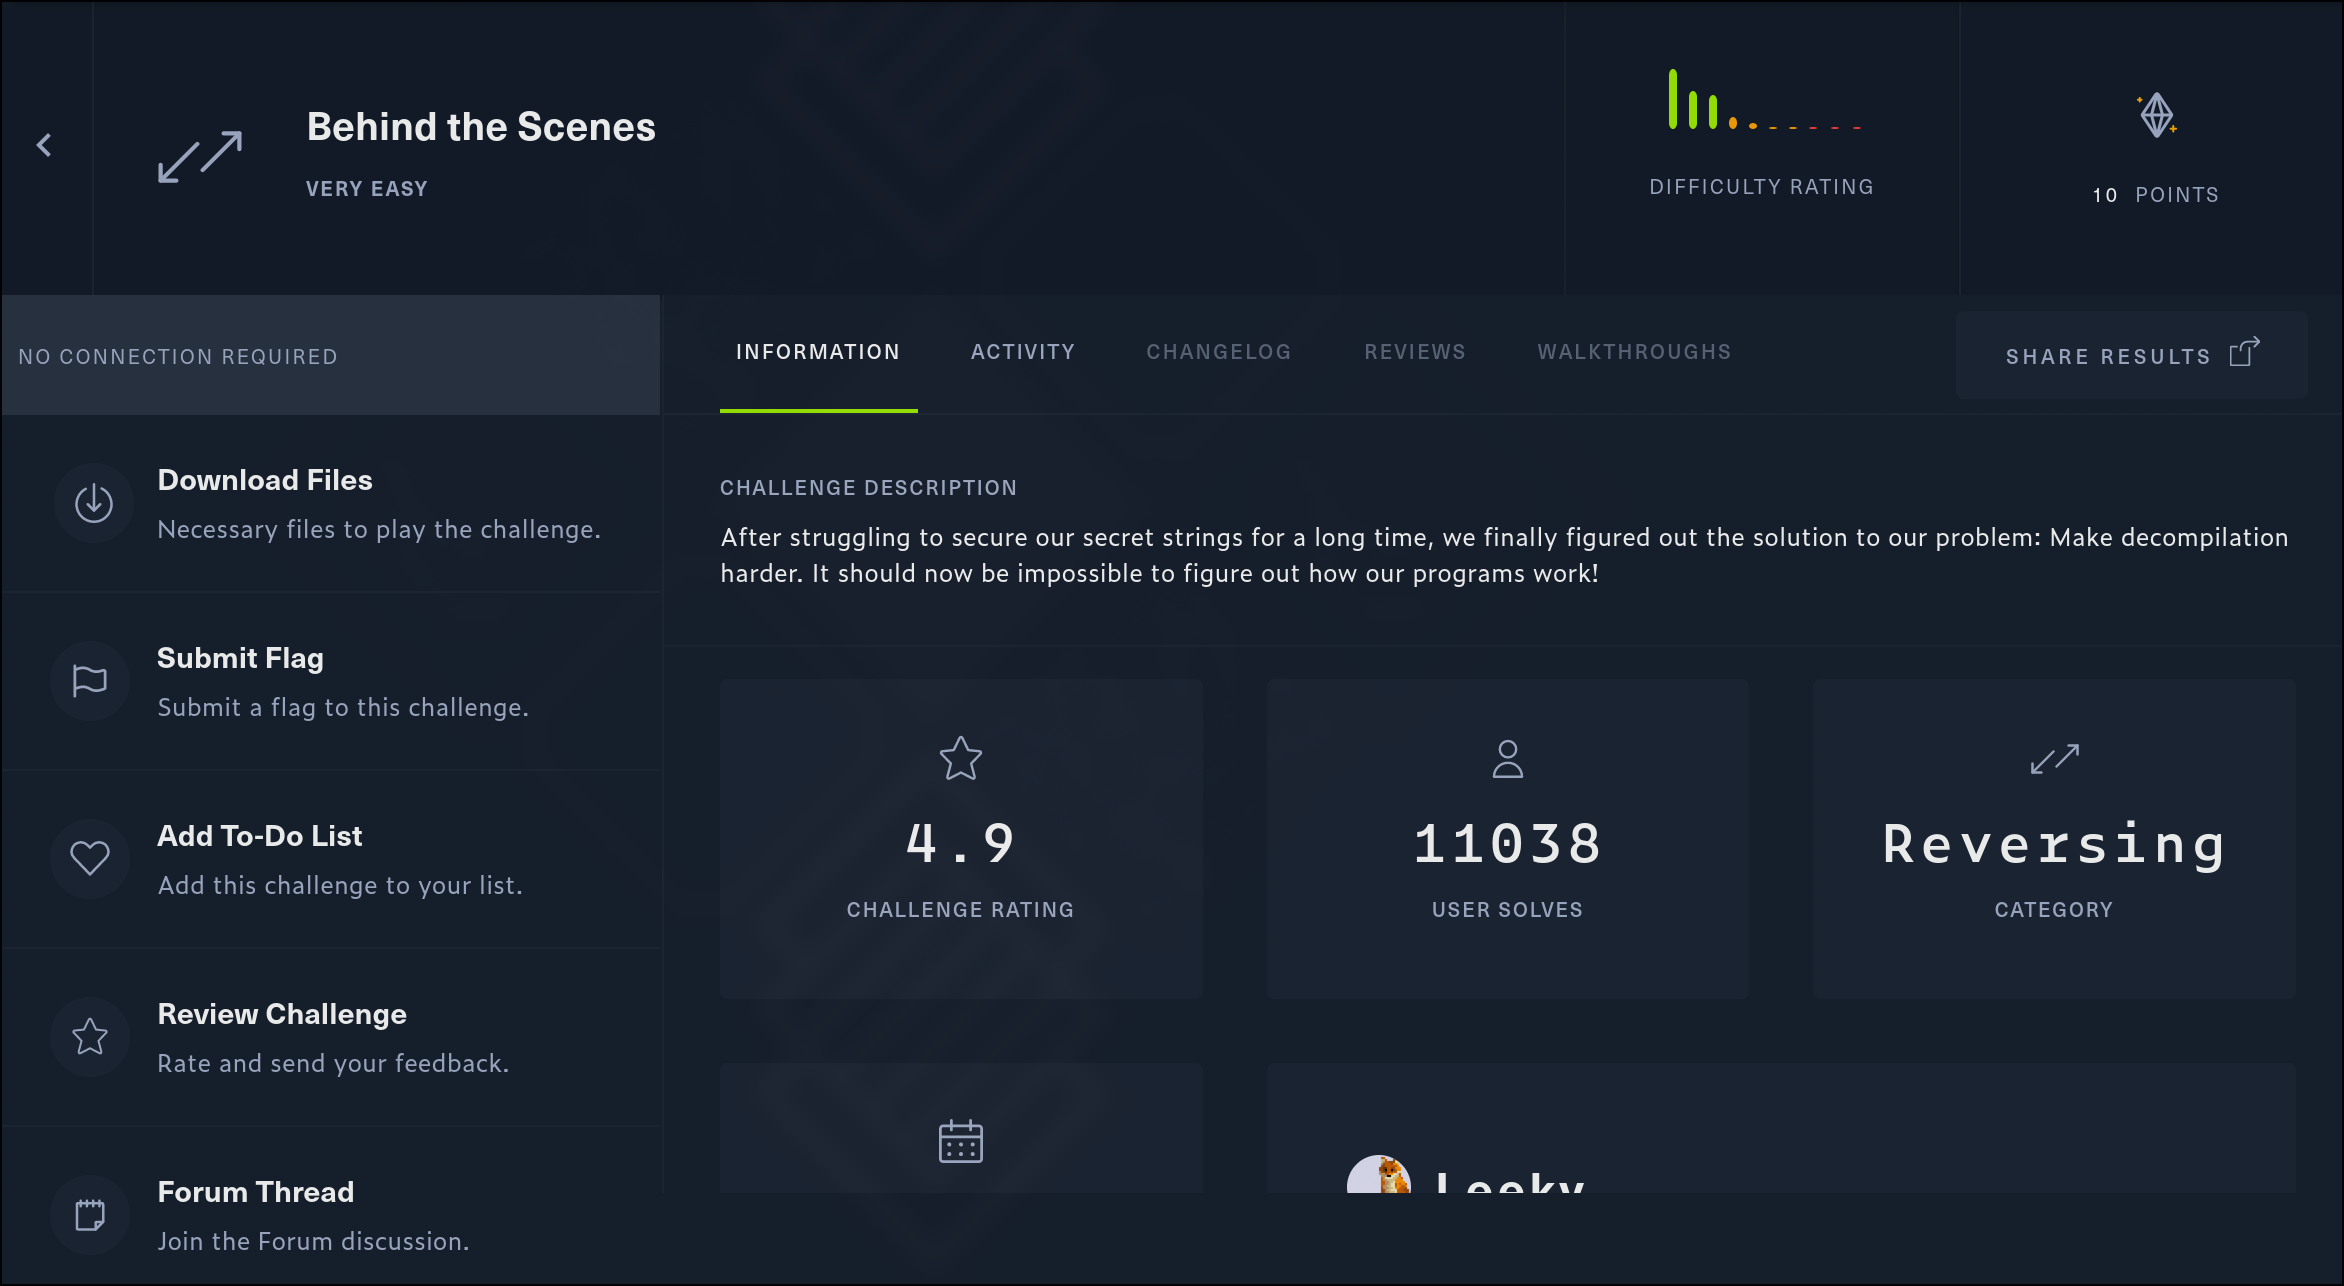 Behind the Scenes
VERY EASY
DIFFICULTY RATING
10 POINTS
NO CONNECTION REQUIRED
INFORMATION
ACTIVITY
CHANGELOG
REVIEWS
WALKTHROUGHS
SHARE RESULTS
Download Files
Necessary files to play the challenge.
Submit Flag
Submit a flag to this challenge.
Add To-Do List
Add this challenge to your list.
Review Challenge
Rate and send your feedback.
Forum Thread
Join the Forum discussion.
CHALLENGE DESCRIPTION
After struggling to secure our secret strings for a long time, we finally figured out the solution to our problem: Make decompilation
harder. It should now be impossible to figure out how our programs work!
4.9
CHALLENGE RATING
11038
USER SOLVES
Reversing
CATEGORY